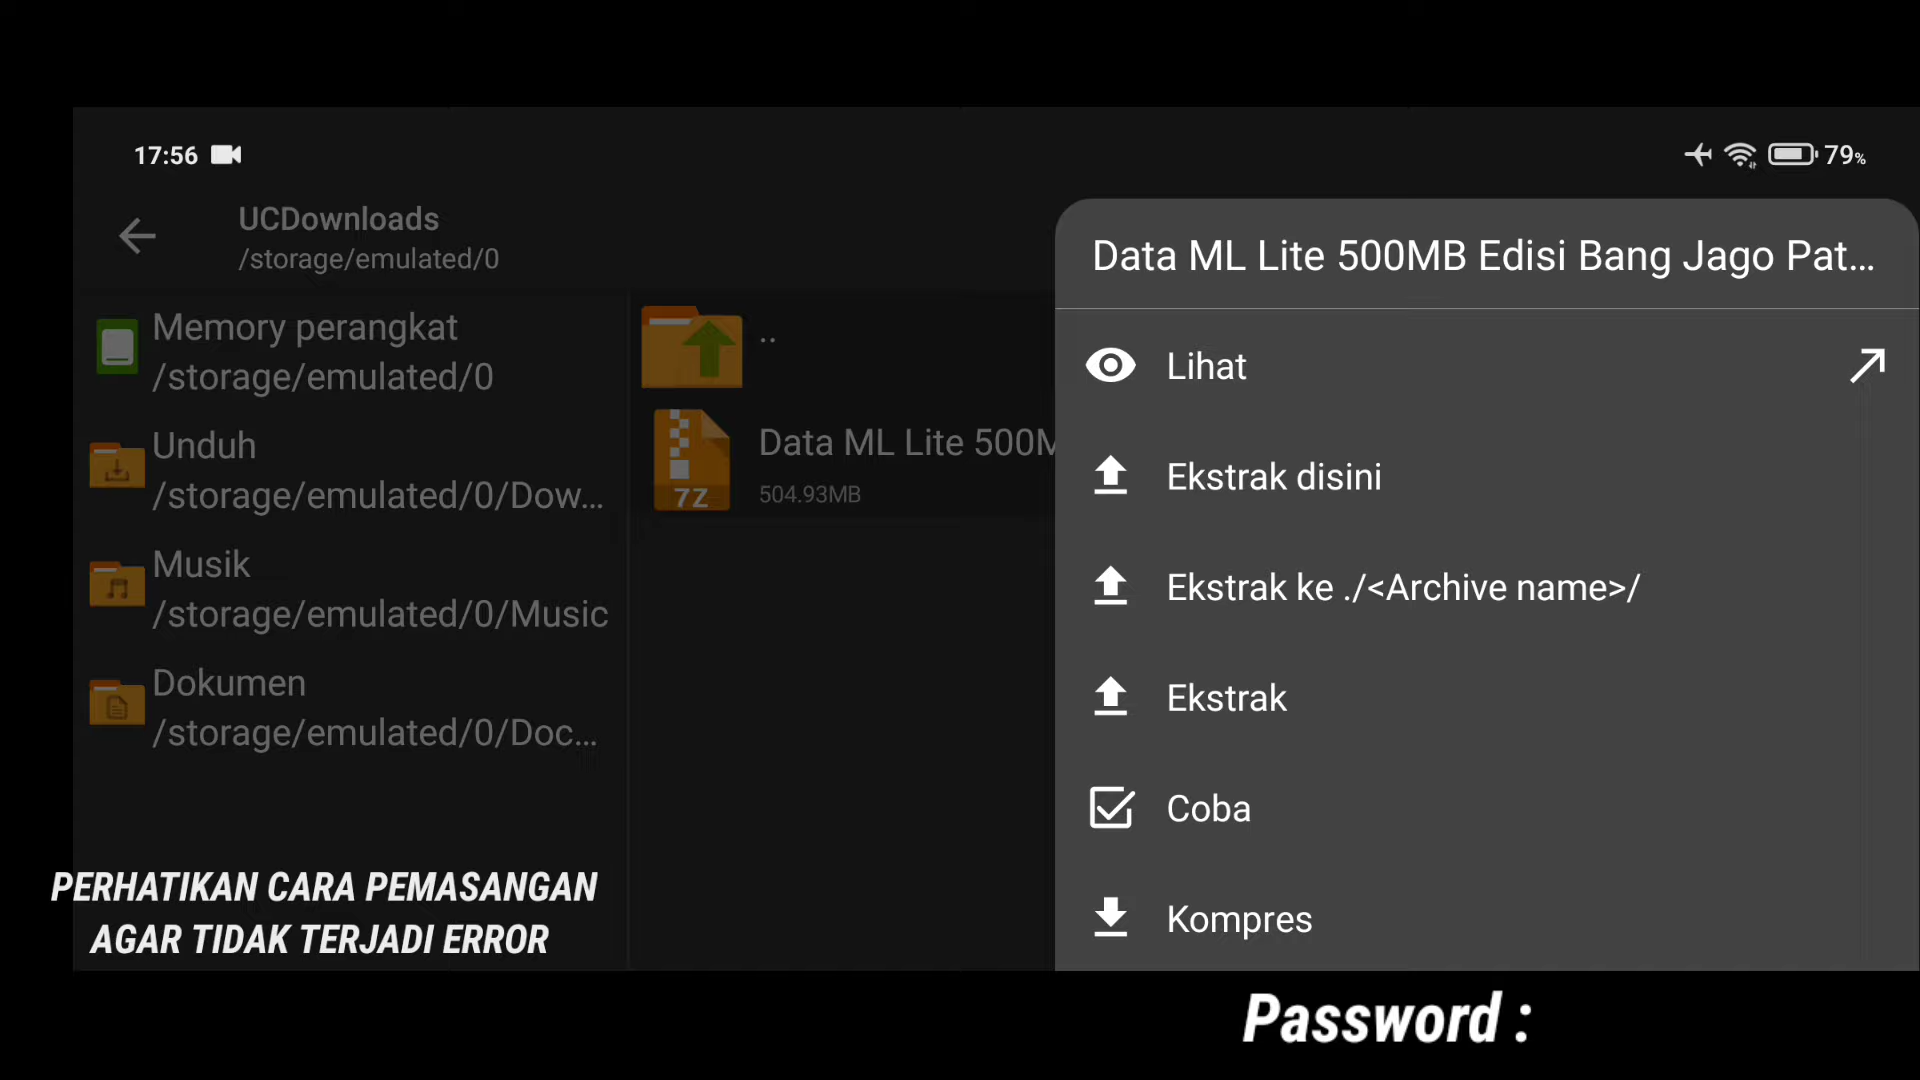 17:56
79%
UCDownloads
/storage/emulated/0
Memory perangkat
/storage/emulated/0
Unduh
/storage/emulated/0/Dow...
Musik
/storage/emulated/0/Music
Dokumen
/storage/emulated/0/Doc...
..
Data ML Lite 500M
504.93MB
7Z
Data ML Lite 500MB Edisi Bang Jago Pat...
Lihat
Ekstrak disini
Ekstrak ke ./<Archive name>/
Ekstrak
Coba
Kompres
PERHATIKAN CARA PEMASANGAN
AGAR TIDAK TERJADI ERROR
Password :